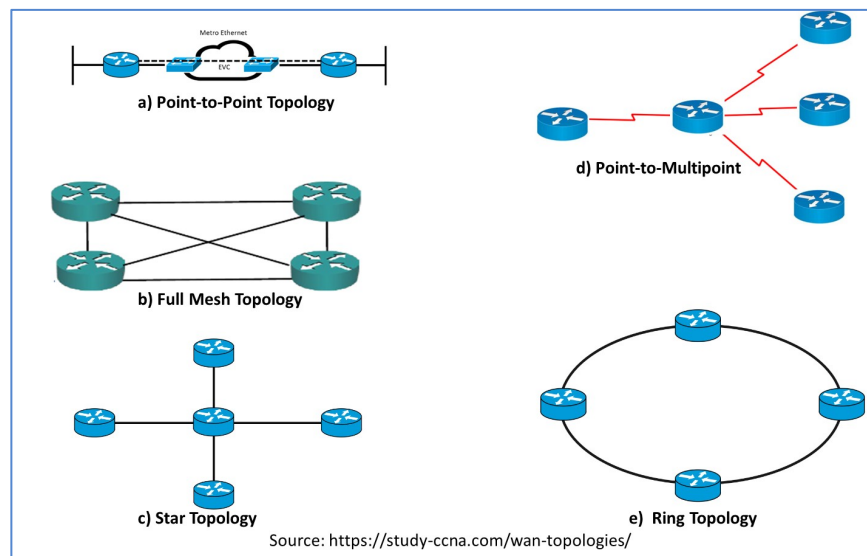 Metro Ethernet
EVC
a) Point-to-Point Topology
d) Point-to-Multipoint
b) Full Mesh Topology
c) Star Topology
e) Ring Topology
Source: https://study-ccna.com/wan-topologies/